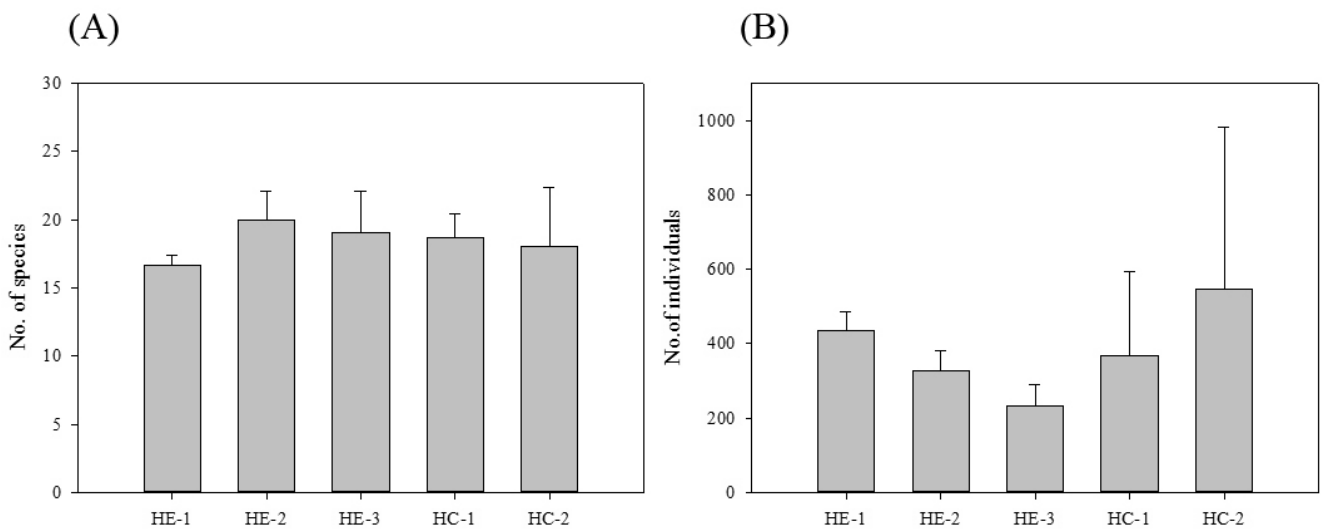 (A)
No. of species
30
25
20
15
10
5
0
HE-1 HE-2 HE-3 HC-1 HC-2
(B)
No.of individuals
1000
800
600
400
200
0
HE-1 HE-2 HE-3 HC-1 HC-2